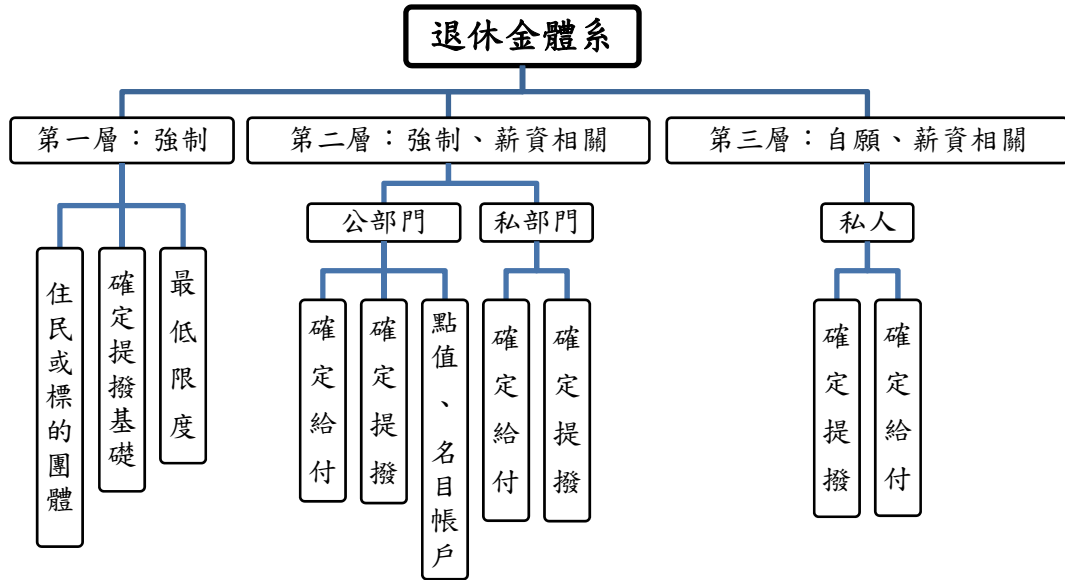 退休金體系
第一層：強制
第二層：強制、薪資相關
第三層：自願、薪資相關
公部門
私部門
私人
住民或標的團體
確定提撥基礎
最低限度
確定給付
確定提撥
點值、名目帳戶
確定給付
確定提撥
確定提撥
確定給付